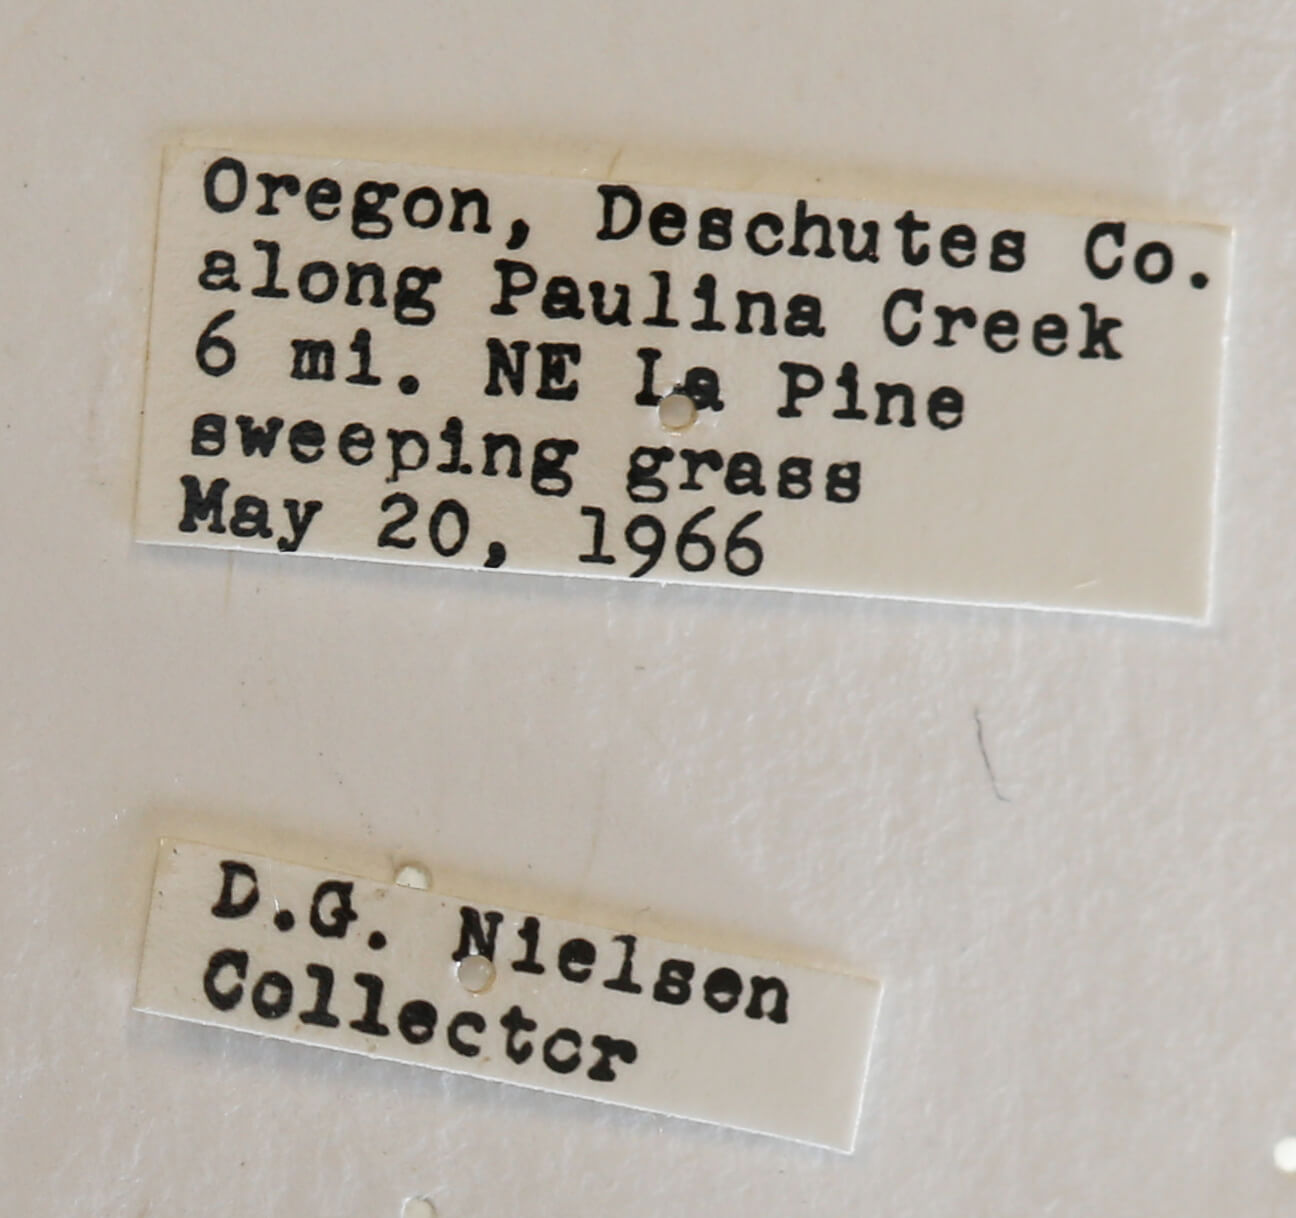 Oregon, Deschutes Co.
along Paulina Creek
6 mi. NE La Pine
sweeping grass
May 20, 1966
D.G. Nielsen
Collector